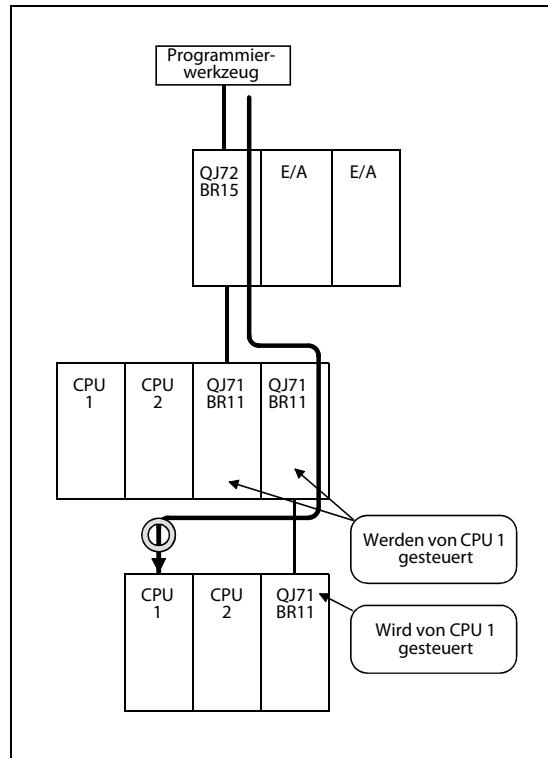 Programmier-
werkzeug
QJ72
BR15
E/A
E/A
CPU
1
CPU
2
QJ71
BR11
QJ71
BR11
Werden von CPU 1
gesteuert
CPU
1
CPU
2
QJ71
BR11
Wird von CPU 1
gesteuert